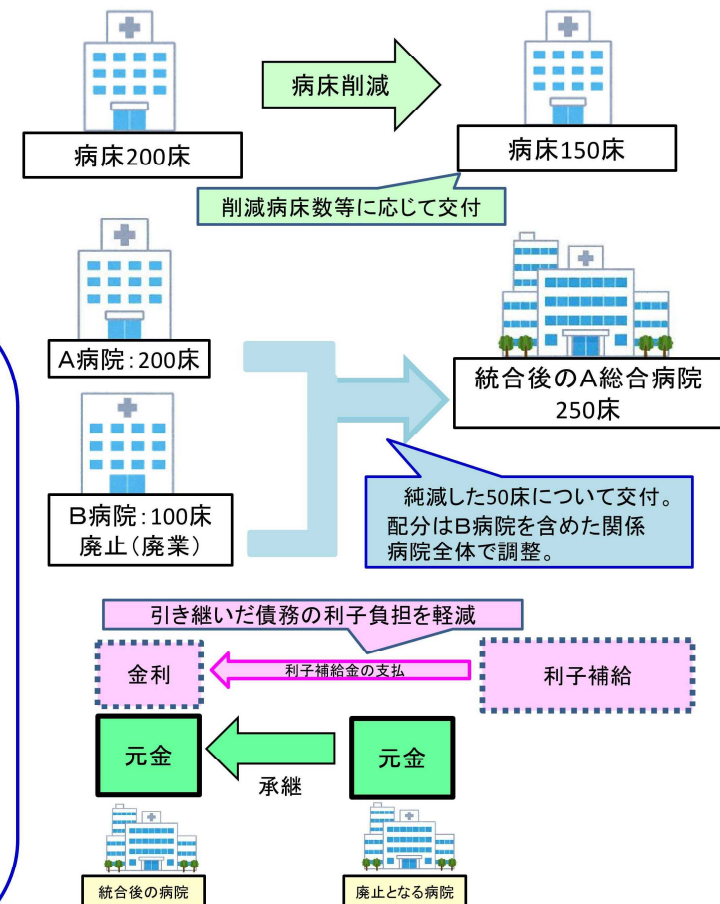 病床削減
病床200床
病床150床
削減病床数等に応じて交付
A病院：200床
B病院：100床
廃止（廃業）
統合後のA総合病院
250床
純減した50床について交付。
配分はB病院を含めた関係
病院全体で調整。
引き継いだ債務の利子負担を軽減
金利
利子補給金の支払
利子補給
元金
承継
元金
統合後の病院
廃止となる病院